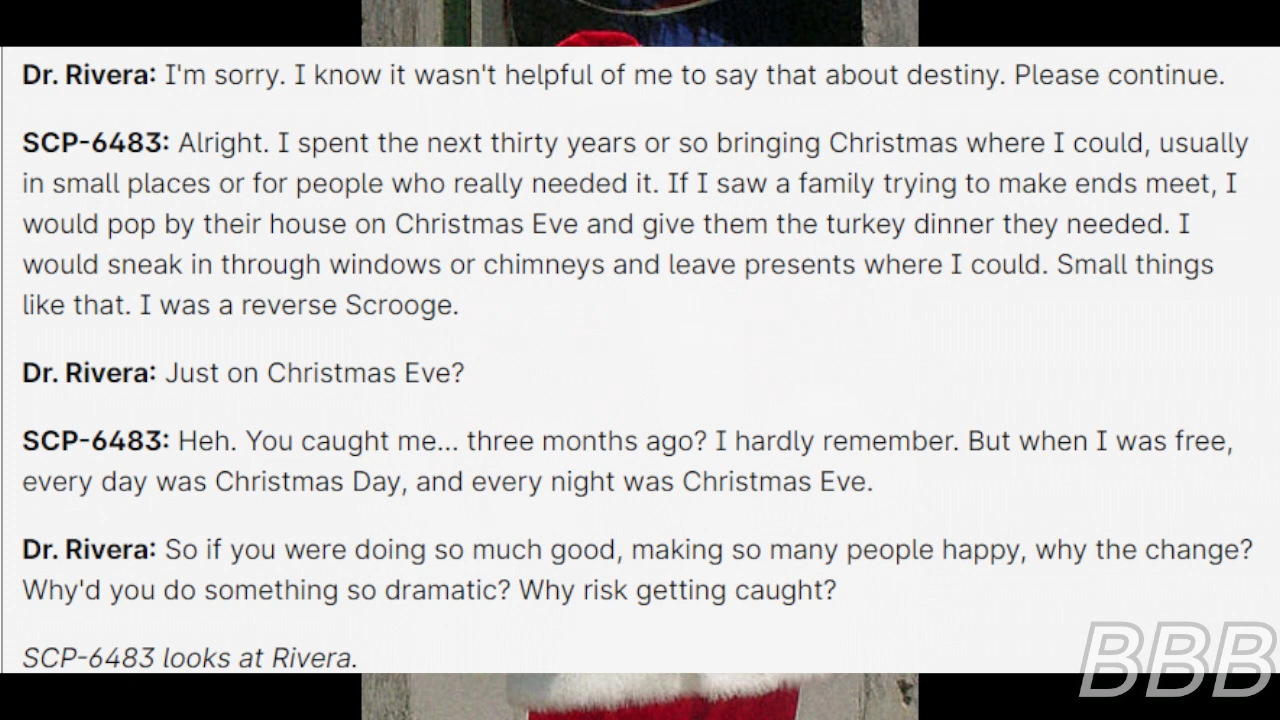 Dr. Rivera: I'm sorry. I know it wasn't helpful of me to say that about destiny. Please continue.
SCP-6483: Alright. I spent the next thirty years or so bringing Christmas where I could, usually
in small places or for people who really needed it. If I saw a family trying to make ends meet, I
would pop by their house on Christmas Eve and give them the turkey dinner they needed. I
would sneak in through windows or chimneys and leave presents where I could. Small things
like that. I was a reverse Scrooge.
Dr. Rivera: Just on Christmas Eve?
SCP-6483: Heh. You caught me... three months ago? I hardly remember. But when I was free,
every day was Christmas Day, and every night was Christmas Eve.
Dr. Rivera: So if you were doing so much good, making so many people happy, why the change?
Why'd you do something so dramatic? Why risk getting caught?
SCP-6483 looks at Rivera.
BBB